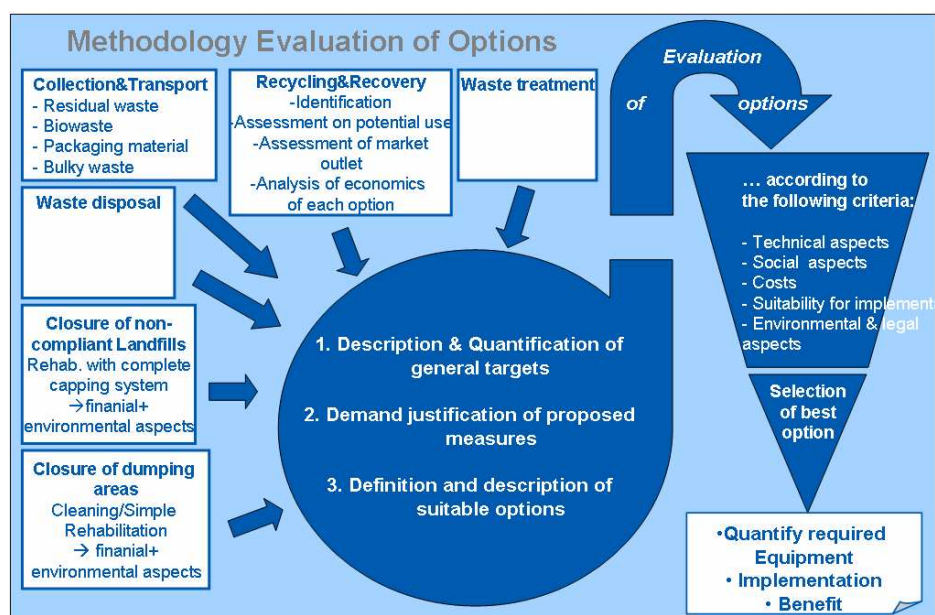 Methodology Evaluation of Options
Collection&Transport
- Residual waste
- Biowaste
- Packaging material
- Bulky waste
Recycling&Recovery
-Identification
-Assessment on potential use
-Assessment of market
outlet
-Analysis of economics
of each option
Waste treatment
Waste disposal
Closure of non-
compliant Landfills
Rehab. with complete
capping system
→finanial+
environmental aspects
Closure of dumping
areas
Cleaning/Simple
Rehabilitation
→ finanial+
environmental aspects
1. Description & Quantification of
general targets
2. Demand justification of proposed
measures
3. Definition and description of
suitable options
Evaluation
of
options
... according to
the following criteria:
- Technical aspects
- Social aspects
- Costs
- Suitability for implement
- Environmental & legal
aspects
Selection
of best
option
•Quantify required
Equipment
• Implementation
• Benefit